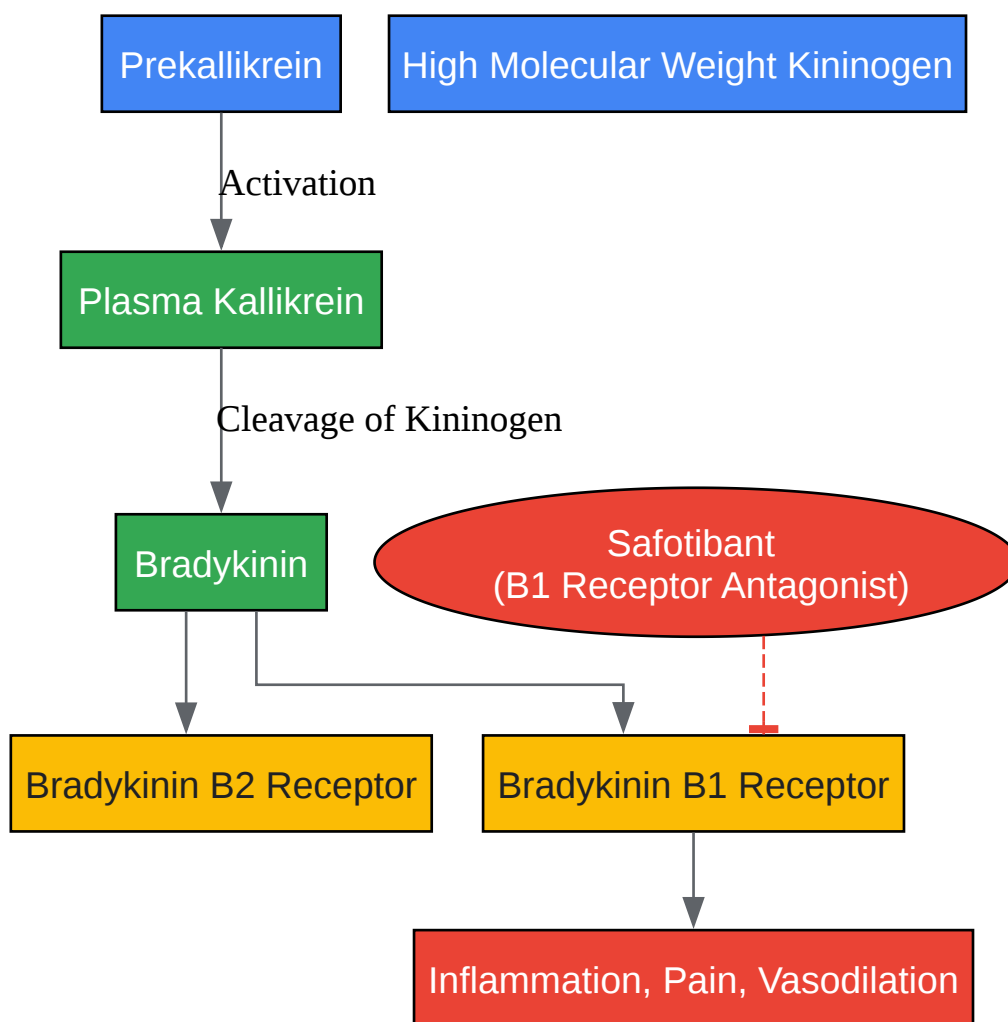 Prekallikrein
High Molecular Weight Kininogen
Activation
Plasma Kallikrein
Cleavage of Kininogen
Bradykinin
Safotibant
(B1 Receptor Antagonist)
Bradykinin B2 Receptor
Bradykinin B1 Receptor
Inflammation, Pain, Vasodilation